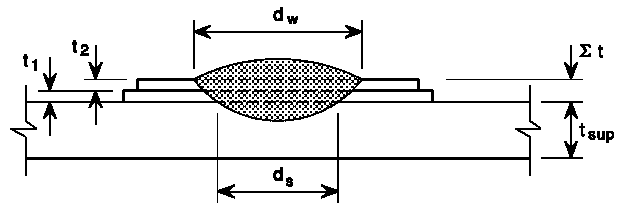 d_w
t_2
t_1
Σ t
t_sup
d_s